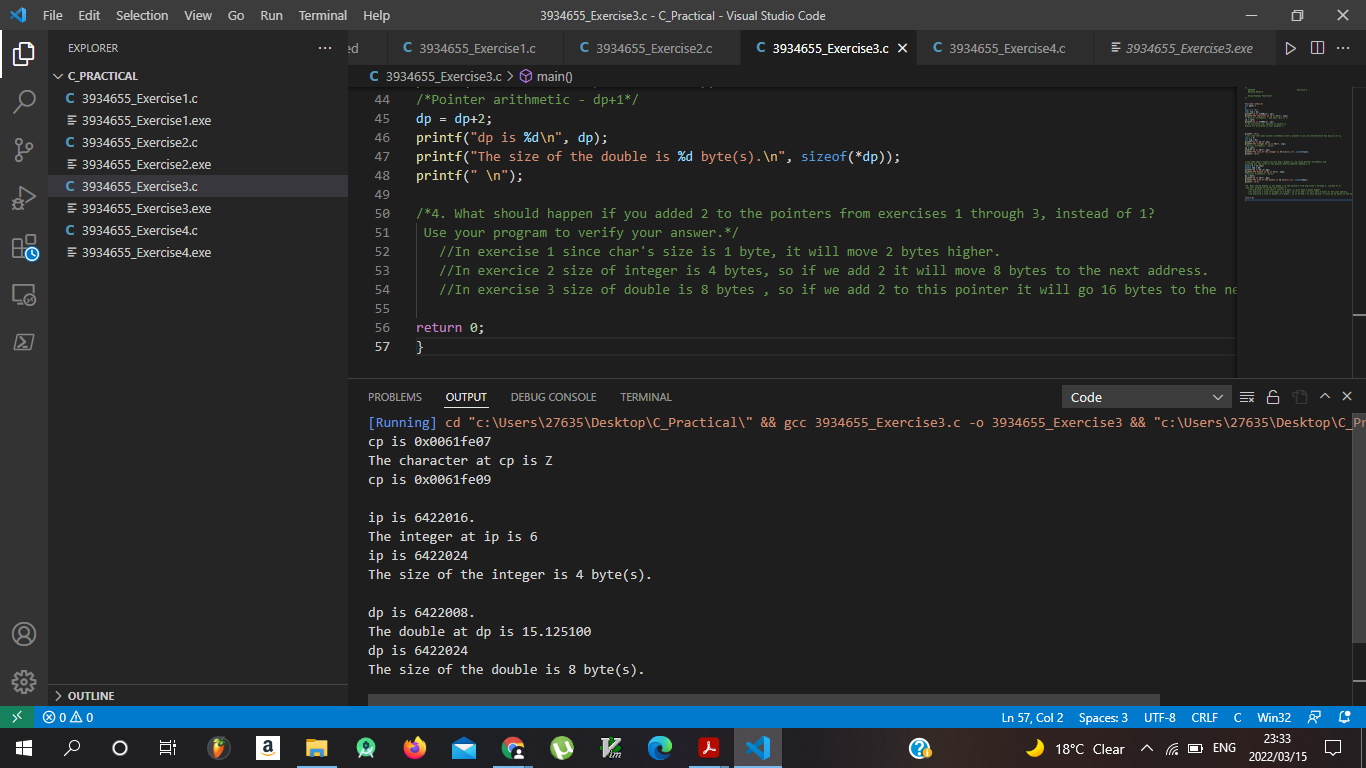 File Edit Selection View Go Run Terminal Help 3934655_Exercise3.c - C_Practical - Visual Studio Code
EXPLORER
C_PRACTICAL
3934655_Exercise1.c
3934655_Exercise1.exe
3934655_Exercise2.c
3934655_Exercise2.exe
3934655_Exercise3.c
3934655_Exercise3.exe
3934655_Exercise4.c
3934655_Exercise4.exe
OUTLINE
ed C 3934655_Exercise1.c C 3934655_Exercise2.c C 3934655_Exercise3.c C 3934655_Exercise4.c 3934655_Exercise3.exe
C 3934655_Exercise3.c > main()
44 /*Pointer arithmetic - dp+1*/
45 dp = dp+2;
46 printf("dp is %d\n", dp);
47 printf("The size of the double is %d byte(s).\n", sizeof(*dp));
48 printf(" \n");
49
50 /*4. What should happen if you added 2 to the pointers from exercises 1 through 3, instead of 1?
51 Use your program to verify your answer.*/
52 //In exercise 1 since char's size is 1 byte, it will move 2 bytes higher.
53 //In exercice 2 size of integer is 4 bytes, so if we add 2 it will move 8 bytes to the next address.
54 //In exercise 3 size of double is 8 bytes , so if we add 2 to this pointer it will go 16 bytes to the ne
55
56 return 0;
57 }
PROBLEMS OUTPUT DEBUG CONSOLE TERMINAL Code
[Running] cd "c:\Users\27635\Desktop\C_Practical\" && gcc 3934655_Exercise3.c -o 3934655_Exercise3 && "c:\Users\27635\Desktop\C_Pr
cp is 0x0061fe07
The character at cp is Z
cp is 0x0061fe09
ip is 6422016.
The integer at ip is 6
ip is 6422024
The size of the integer is 4 byte(s).
dp is 6422008.
The double at dp is 15.125100
dp is 6422024
The size of the double is 8 byte(s).
0 0 Ln 57, Col 2 Spaces: 3 UTF-8 CRLF C Win32
18°C Clear ENG 23:33
2022/03/15